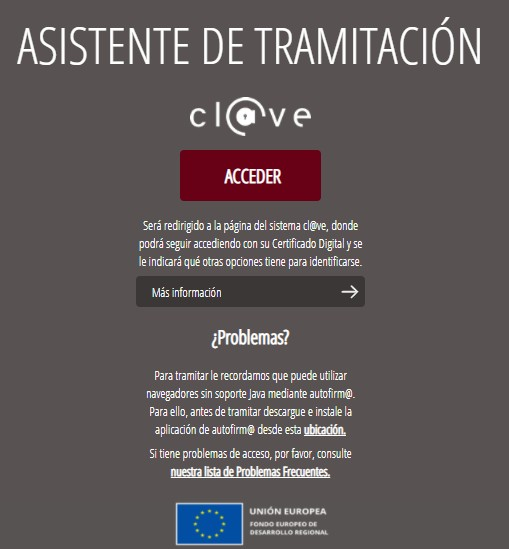 ASISTENTE DE TRAMITACIÓN
cl@ve
ACCEDER
Será redirigido a la página del sistema cl@ve, donde
podrá seguir accediendo con su Certificado Digital y se
le indicará qué otras opciones tiene para identificarse.
Más información
¿Problemas?
Para tramitar le recordamos que puede utilizar
navegadores sin soporte Java mediante autofirm@.
Para ello, antes de tramitar descargue e instale la
aplicación de autofirm@ desde esta ubicación.
Si tiene problemas de acceso, por favor, consulte
nuestra lista de Problemas Frecuentes.
UNIÓN EUROPEA
FONDO EUROPEO DE
DESARROLLO REGIONAL